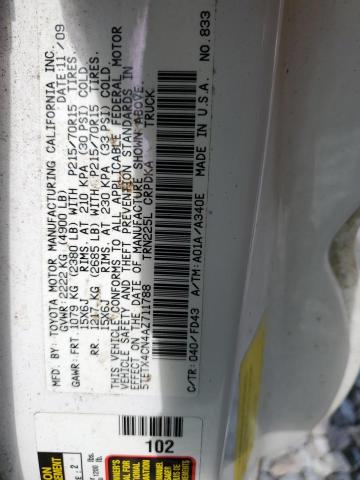 MFD BY: TOYOTA MOTOR MANUFACTURING CALIFORNIA INC.
GVWR: 2222 KG (4900 LB) DATE: 11/09
GAWR: FRT. 1079 KG (2380 LB) WITH P215/70R15 TIRES.
15X6J RIMS. AT 210 KPA (30 PSI) COLD.
RR. 1217 KG (2685 LB) WITH P215/70R15 TIRES.
15X6J RIMS. AT 230 KPA (33 PSI) COLD.
THIS VEHICLE CONFORMS TO ALL APPLICABLE FEDERAL MOTOR
VEHICLE SAFETY AND THEFT PREVENTION STANDARDS IN
EFFECT ON THE DATE OF MANUFACTURE SHOWN ABOVE.
5TETX4CN4AZ711788 TRUCK
TRN225L CRPDKA
C/TR: 040/FD43 A/TM: A01A/A340E
MADE IN U.S.A. NO.833
102